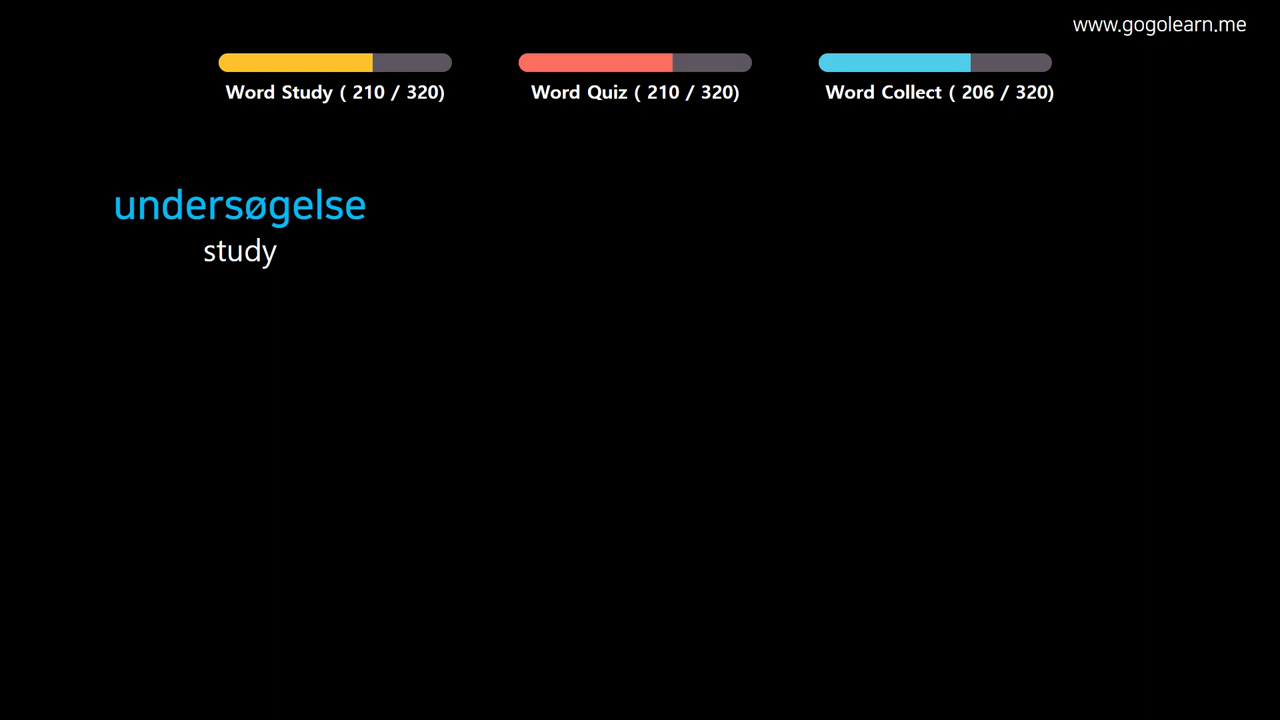 www.gogolearn.me
Word Study ( 210 / 320)
Word Quiz ( 210 / 320)
Word Collect ( 206 / 320)
undersøgelse
study